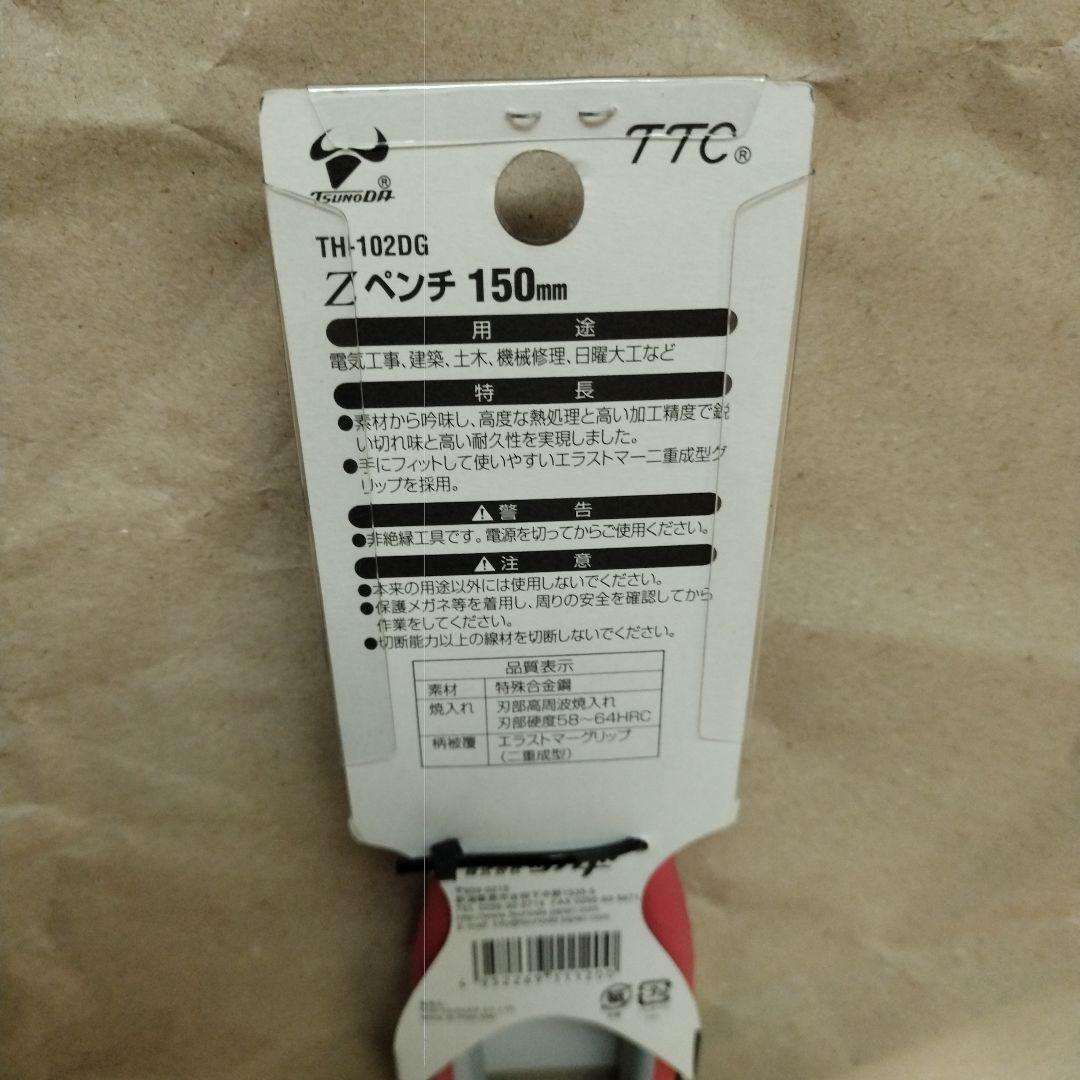 TSUNODA®
TTC®
TH-102DG
Z ペンチ 150mm
用途
電気工事、建築、土木、機械修理、日曜大工など
特長
●素材から吟味し、高度な熱処理と高い加工精度で鋭
い切れ味と高い耐久性を実現しました。
●手にフィットして使いやすいエラストマー二重成型グ
リップを採用。
⚠警告
●非絶縁工具です。電源を切ってからご使用ください。
⚠注意
●本来の用途以外には使用しないでください。
●保護メガネ等を着用し、周りの安全を確認してから
作業をしてください。
●切断能力以上の線材を切断しないでください。
品質表示
素材 特殊合金鋼
焼入れ 刃部高周波焼入れ
刃部硬度58～64HRC
柄被覆 エラストマーグリップ
(二重成型)